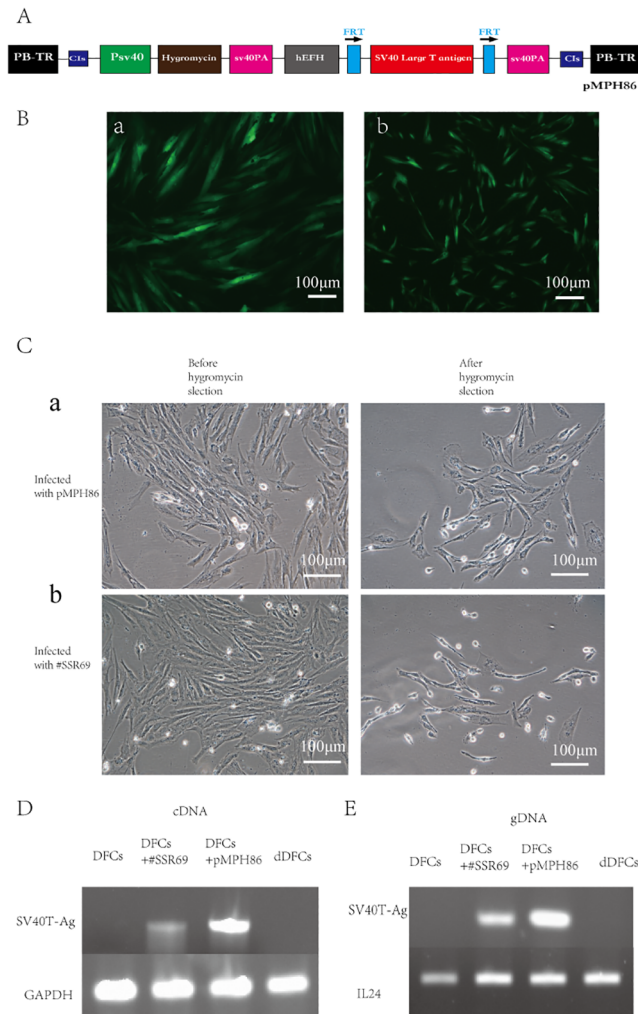 A
FRT FRT
PB-TR CIs Psv40 Hygromycin sv40PA hEFH SV40 Largr T antigen sv40PA CIs PB-TR
pMPH86
B
a b
100μm 100μm
C
Before
hygromycin
slection
After
hygromycin
slection
a
Infected
with pMPH86
100μm 100μm
b
Infected
with #SSR69
100μm 100μm
D
cDNA
DFCs DFCs
+#SSR69 DFCs
+pMPH86 dDFCs
SV40T-Ag
GAPDH
E
gDNA
DFCs DFCs
+#SSR69 DFCs
+pMPH86 dDFCs
SV40T-Ag
IL24